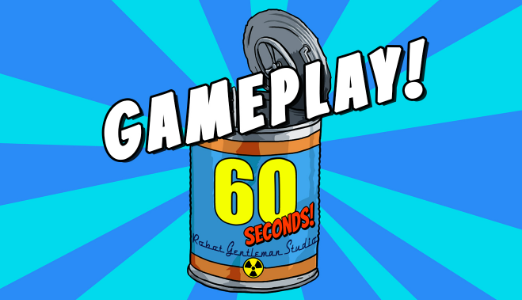 GAMEPLAY!
60
SECONDS!
Robot Gentleman Studios